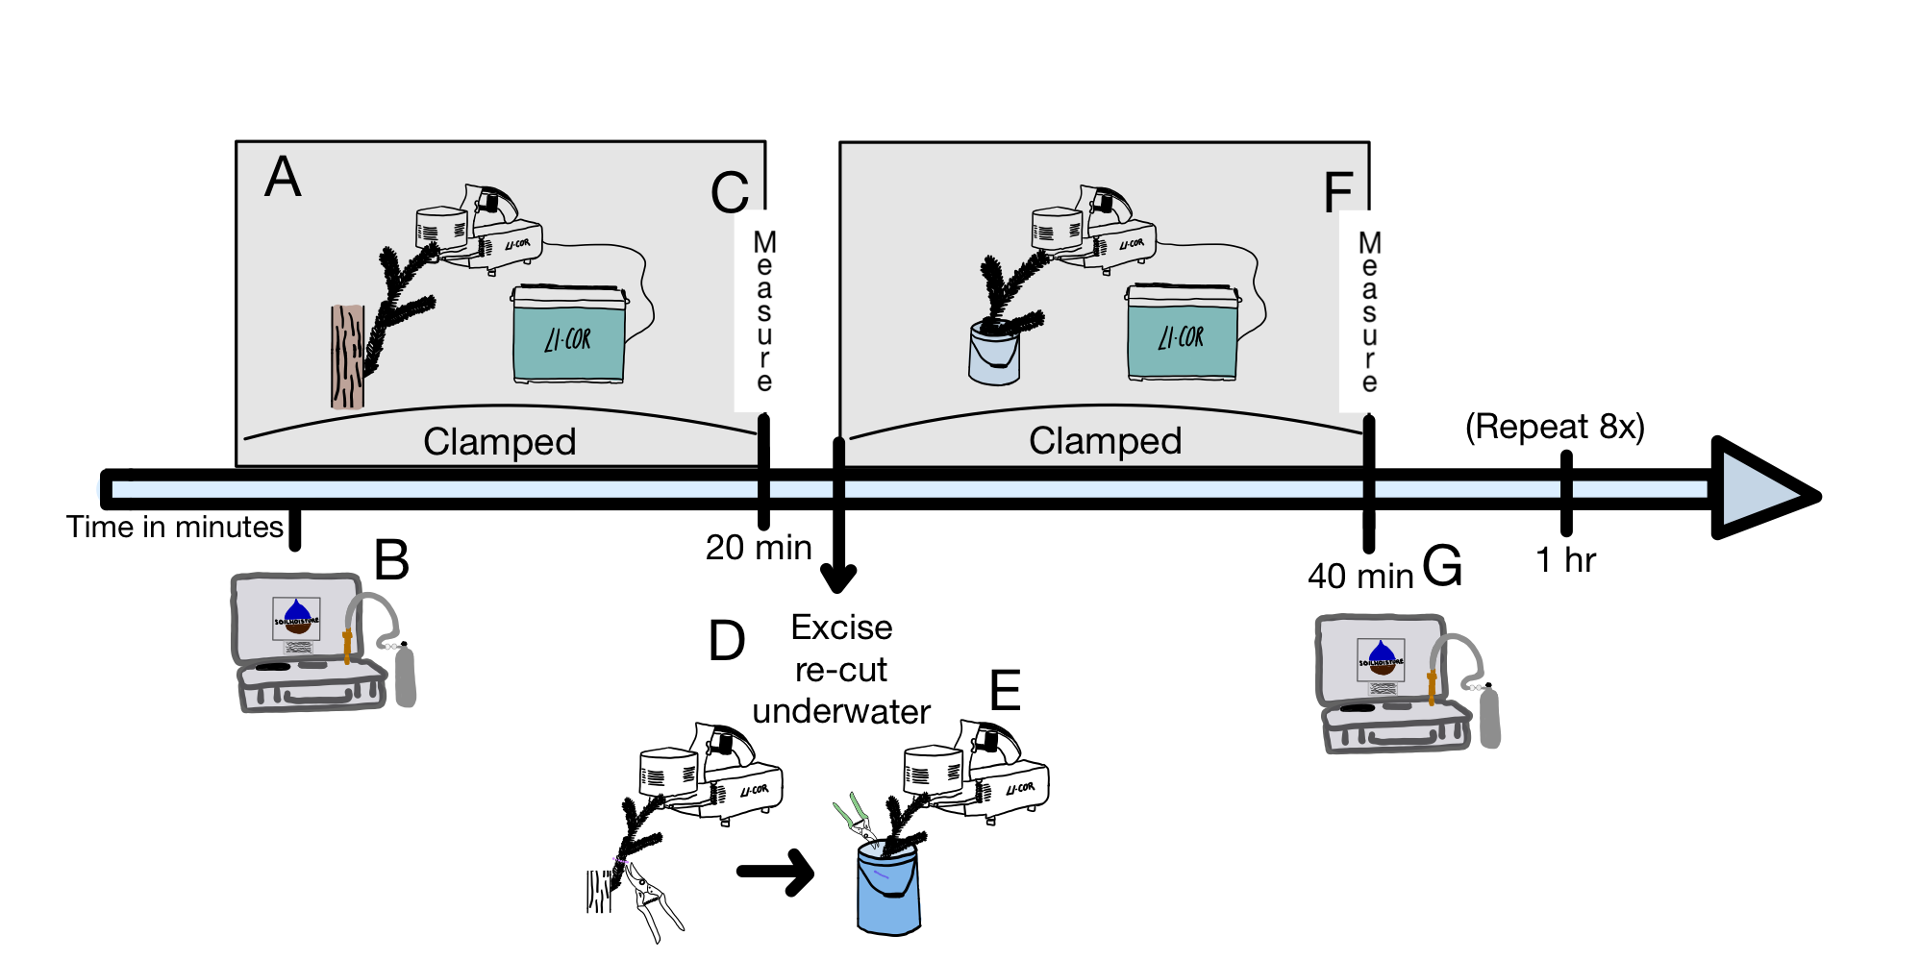 A
C
F
Measure
Measure
LI-COR
LI-COR
LI-COR
LI-COR
Clamped
Clamped
(Repeat 8x)
Time in minutes
20 min
40 min
1 hr
B
G
D
Excise
re-cut
underwater
E
SOILMOISTURE
SOILMOISTURE
LI-COR
LI-COR